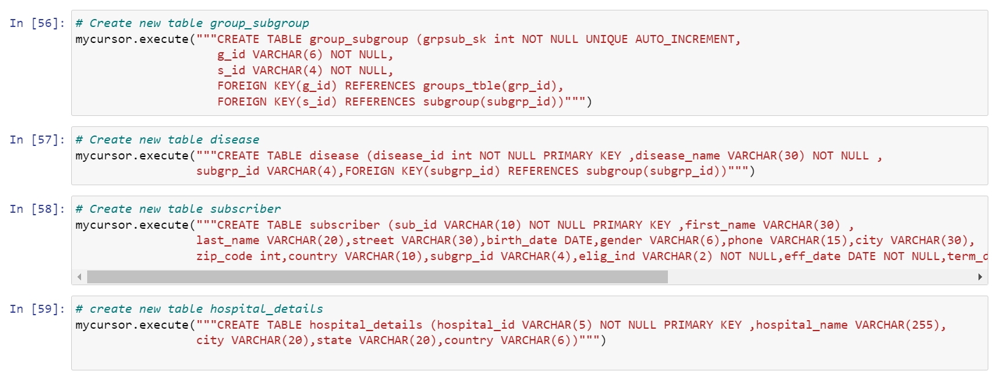 In [56]: # Create new table group_subgroup
mycursor.execute("""CREATE TABLE group_subgroup (grpsub_sk int NOT NULL UNIQUE AUTO_INCREMENT,
g_id VARCHAR(6) NOT NULL,
s_id VARCHAR(4) NOT NULL,
FOREIGN KEY(g_id) REFERENCES groups_tble(grp_id),
FOREIGN KEY(s_id) REFERENCES subgroup(subgrp_id))""")
In [57]: # Create new table disease
mycursor.execute("""CREATE TABLE disease (disease_id int NOT NULL PRIMARY KEY ,disease_name VARCHAR(30) NOT NULL ,
subgrp_id VARCHAR(4),FOREIGN KEY(subgrp_id) REFERENCES subgroup(subgrp_id))""")
In [58]: # Create new table subscriber
mycursor.execute("""CREATE TABLE subscriber (sub_id VARCHAR(10) NOT NULL PRIMARY KEY ,first_name VARCHAR(30) ,
last_name VARCHAR(20),street VARCHAR(30),birth_date DATE,gender VARCHAR(6),phone VARCHAR(15),city VARCHAR(30),
zip_code int,country VARCHAR(10),subgrp_id VARCHAR(4),elig_ind VARCHAR(2) NOT NULL,eff_date DATE NOT NULL,term_
In [59]: # create new table hospital_details
mycursor.execute("""CREATE TABLE hospital_details (hospital_id VARCHAR(5) NOT NULL PRIMARY KEY ,hospital_name VARCHAR(255),
city VARCHAR(20),state VARCHAR(20),country VARCHAR(6))""")